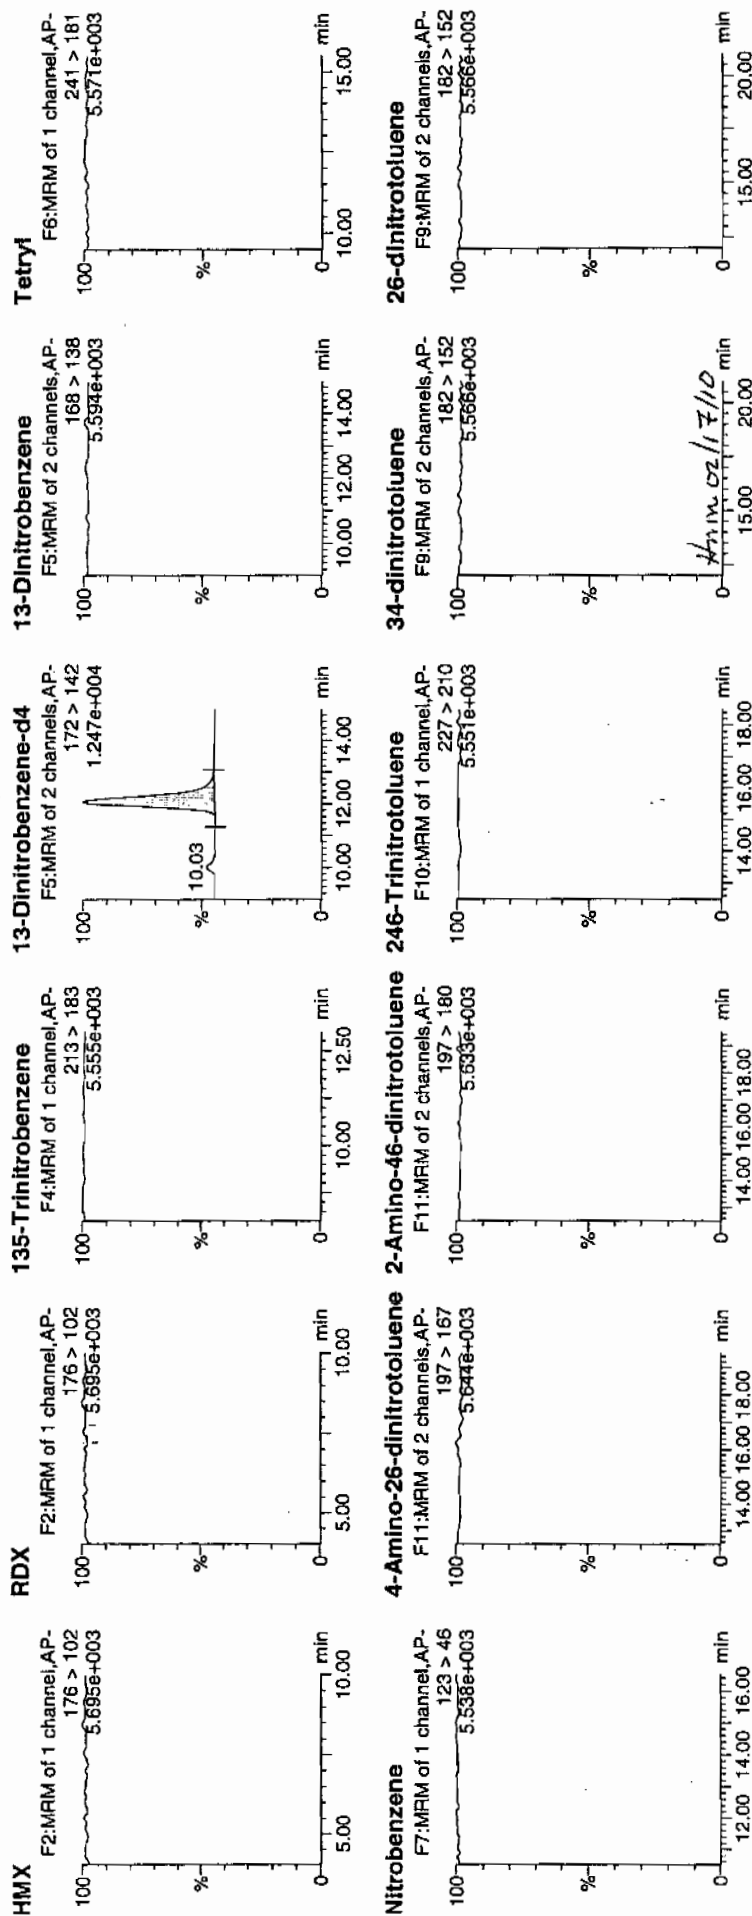 HMX
F2:MRM of 1 channel,AP-
176 > 102
5.695e+003
100
%
0
5.00
10.00
min
RDX
F2:MRM of 1 channel,AP-
176 > 102
5.695e+003
100
%
0
5.00
10.00
min
135-Trinitrobenzene
F4:MRM of 1 channel,AP-
213 > 183
5.555e+003
100
%
0
10.00
12.50
min
13-Dinitrobenzene-d4
F5:MRM of 2 channels,AP-
172 > 142
1.247e+004
100
%
0
10.03
10.00
12.00
14.00
min
13-Dinitrobenzene
F5:MRM of 2 channels,AP-
168 > 138
5.594e+003
100
%
0
10.00
12.00
14.00
min
Tetryl
F6:MRM of 1 channel,AP-
241 > 181
5.571e+003
100
%
0
10.00
15.00
min
Nitrobenzene
F7:MRM of 1 channel,AP-
123 > 46
5.538e+003
100
%
0
12.00
14.00
16.00
min
4-Amino-26-dinitrotoluene
F11:MRM of 2 channels,AP-
197 > 167
5.644e+003
100
%
0
14.00
16.00
18.00
min
2-Amino-46-dinitrotoluene
F11:MRM of 2 channels,AP-
197 > 180
5.633e+003
100
%
0
14.00
16.00
18.00
min
246-Trinitrotoluene
F10:MRM of 1 channel,AP-
227 > 210
5.551e+003
100
%
0
14.00
16.00
18.00
min
34-dinitrotoluene
F9:MRM of 2 channels,AP-
182 > 152
5.566e+003
100
%
0
02/17/10
15.00
20.00
min
26-dinitrotoluene
F9:MRM of 2 channels,AP-
182 > 152
5.566e+003
100
%
0
15.00
20.00
min